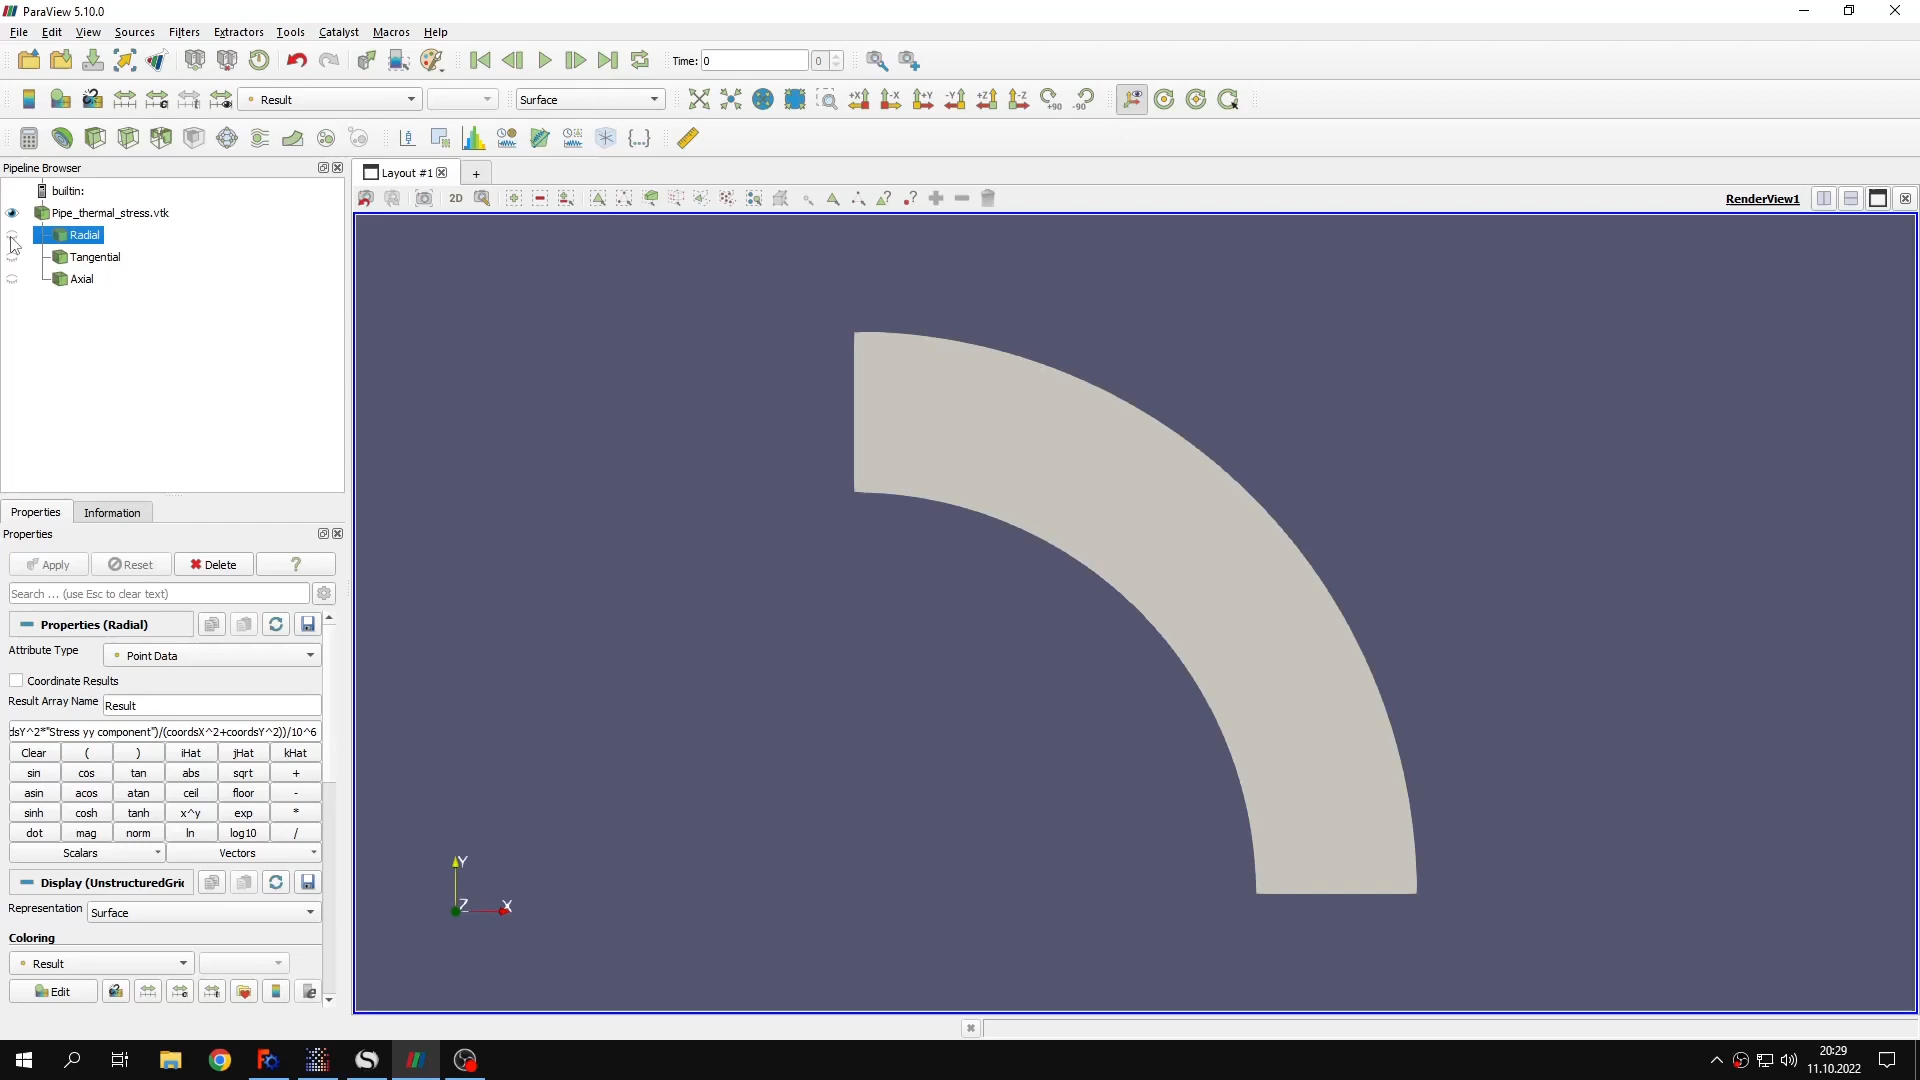 ParaView 5.10.0
File Edit View Sources Filters Extractors Tools Catalyst Macros Help
Time: 0 0
Result Surface +X -X +Y -Y +Z -Z +90 -90
Pipeline Browser
Layout #1 +
builtin:
2D RenderView1
Pipe_thermal_stress.vtk
Radial
Tangential
Axial
Properties Information
Properties
Apply Reset Delete ?
Search ... (use Esc to clear text)
Properties (Radial)
Attribute Type Point Data
Coordinate Results
Result Array Name Result
dsY^2*"Stress yy component")/(coordsX^2+coordsY^2))/10^6
Clear ( ) iHat jHat kHat
sin cos tan abs sqrt +
asin acos atan ceil floor -
sinh cosh tanh x^y exp *
dot mag norm ln log10 /
Scalars Vectors
Display (UnstructuredGri
Representation Surface
Coloring
Result
Edit
Y
Z X
20:29
11.10.2022